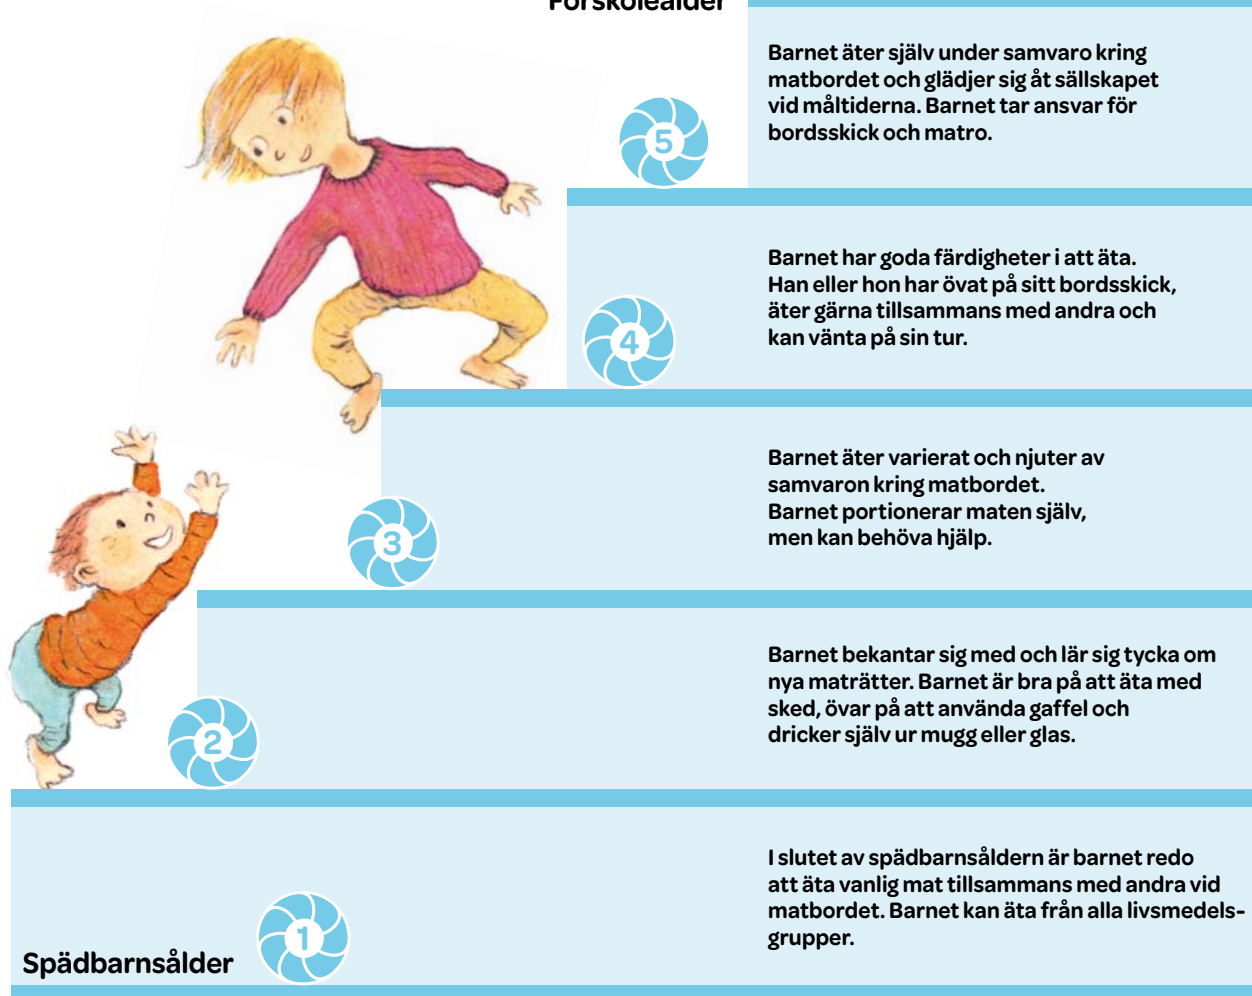 Förskoleålder
Barnet äter själv under samvaro kring
matbordet och glädjer sig åt sällskapet
vid måltiderna. Barnet tar ansvar för
bordsskick och matro.
5
Barnet har goda färdigheter i att äta.
Han eller hon har övat på sitt bordsskick,
äter gärna tillsammans med andra och
kan vänta på sin tur.
4
Barnet äter varierat och njuter av
samvaron kring matbordet.
Barnet portionerar maten själv,
men kan behöva hjälp.
3
Barnet bekantar sig med och lär sig tycka om
nya maträtter. Barnet är bra på att äta med
sked, övar på att använda gaffel och
dricker själv ur mugg eller glas.
2
I slutet av spädbarnsåldern är barnet redo
att äta vanlig mat tillsammans med andra vid
matbordet. Barnet kan äta från alla livsmedels-
grupper.
1
Spädbarnsålder